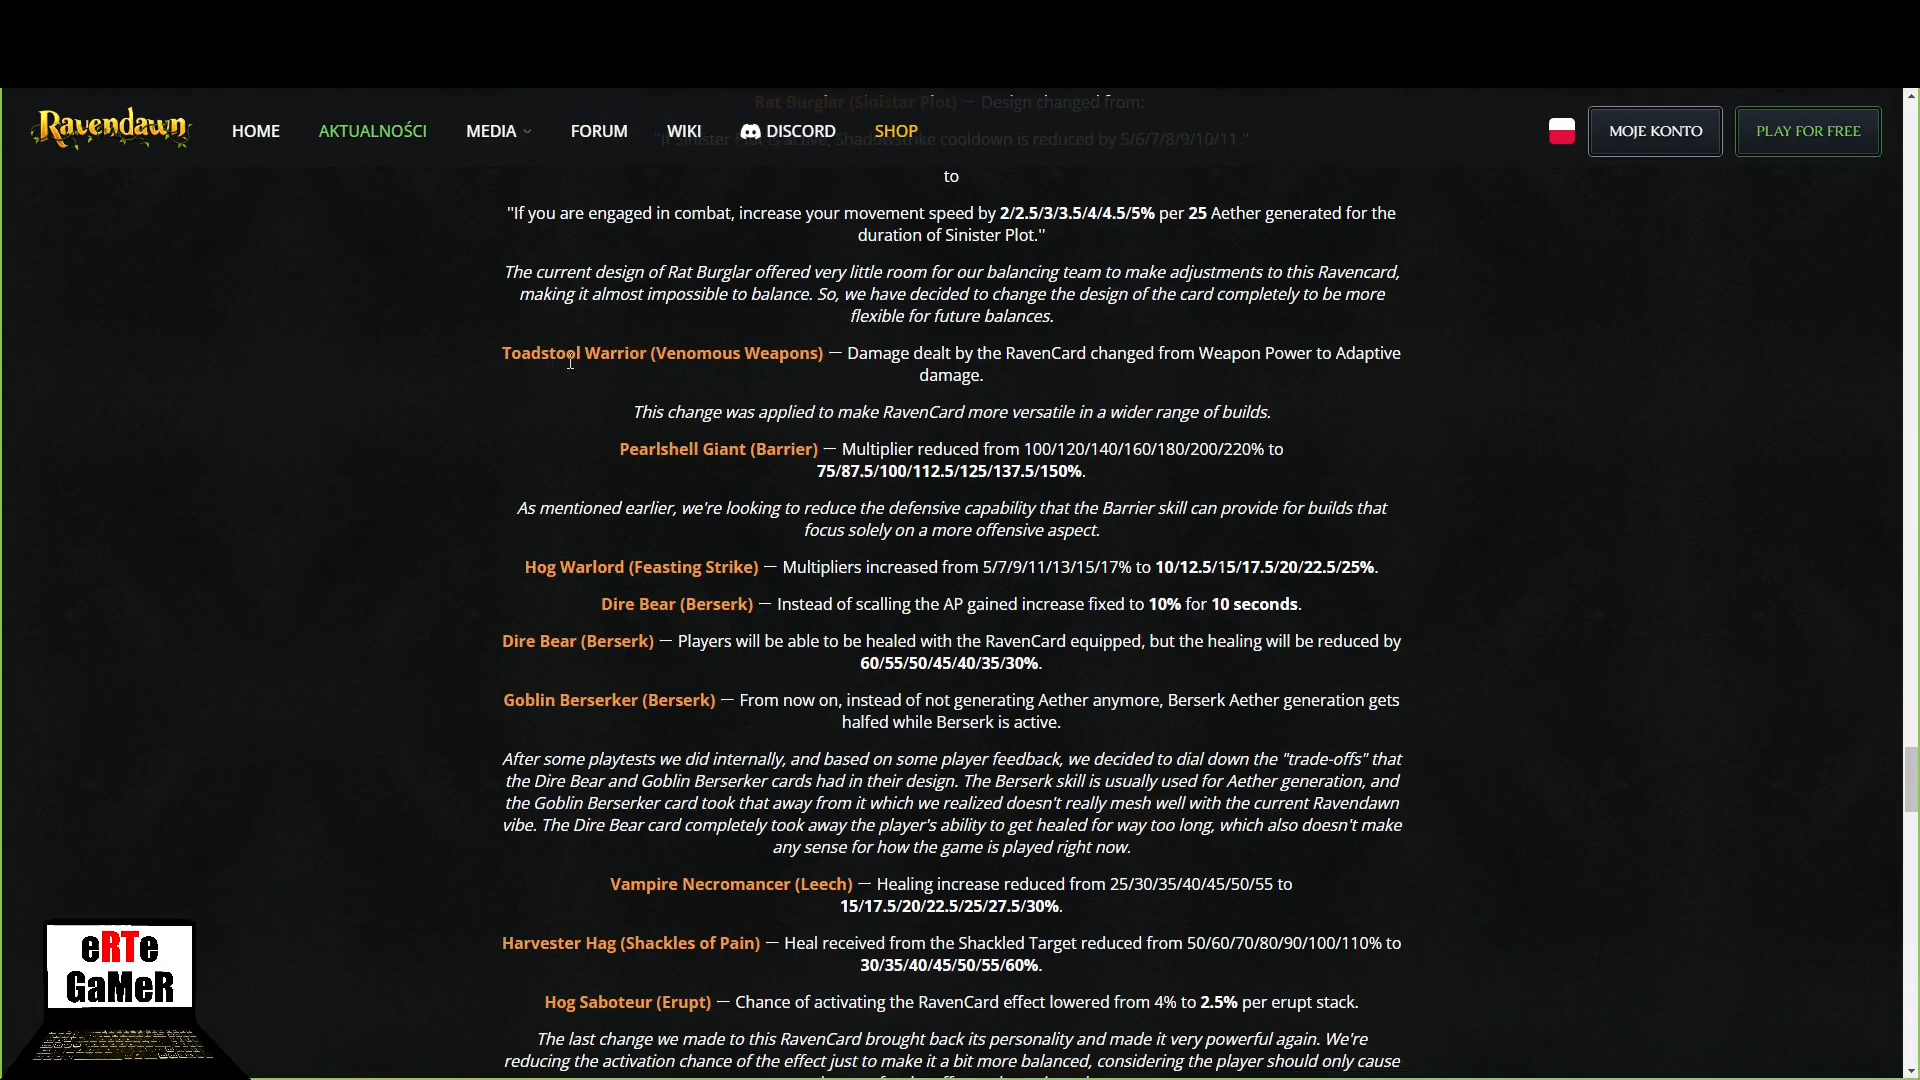 Rat Burglar (Sinistar Plot) — Design changed from:
Ravendawn
HOME
AKTUALNOŚCI
MEDIA
FORUM
WIKI
DISCORD
SHOP
MOJE KONTO
PLAY FOR FREE
"If Sinister Plot is active, Shadowstrike cooldown is reduced by 5/6/7/8/9/10/11."
to
"If you are engaged in combat, increase your movement speed by 2/2.5/3/3.5/4/4.5/5% per 25 Aether generated for the
duration of Sinister Plot."
The current design of Rat Burglar offered very little room for our balancing team to make adjustments to this Ravencard,
making it almost impossible to balance. So, we have decided to change the design of the card completely to be more
flexible for future balances.
Toadstool Warrior (Venomous Weapons) — Damage dealt by the RavenCard changed from Weapon Power to Adaptive
damage.
This change was applied to make RavenCard more versatile in a wider range of builds.
Pearlshell Giant (Barrier) — Multiplier reduced from 100/120/140/160/180/200/220% to
75/87.5/100/112.5/125/137.5/150%.
As mentioned earlier, we're looking to reduce the defensive capability that the Barrier skill can provide for builds that
focus solely on a more offensive aspect.
Hog Warlord (Feasting Strike) — Multipliers increased from 5/7/9/11/13/15/17% to 10/12.5/15/17.5/20/22.5/25%.
Dire Bear (Berserk) — Instead of scalling the AP gained increase fixed to 10% for 10 seconds.
Dire Bear (Berserk) — Players will be able to be healed with the RavenCard equipped, but the healing will be reduced by
60/55/50/45/40/35/30%.
Goblin Berserker (Berserk) — From now on, instead of not generating Aether anymore, Berserk Aether generation gets
halfed while Berserk is active.
After some playtests we did internally, and based on some player feedback, we decided to dial down the "trade-offs" that
the Dire Bear and Goblin Berserker cards had in their design. The Berserk skill is usually used for Aether generation, and
the Goblin Berserker card took that away from it which we realized doesn't really mesh well with the current Ravendawn
vibe. The Dire Bear card completely took away the player's ability to get healed for way too long, which also doesn't make
any sense for how the game is played right now.
Vampire Necromancer (Leech) — Healing increase reduced from 25/30/35/40/45/50/55 to
15/17.5/20/22.5/25/27.5/30%.
Harvester Hag (Shackles of Pain) — Heal received from the Shackled Target reduced from 50/60/70/80/90/100/110% to
30/35/40/45/50/55/60%.
Hog Saboteur (Erupt) — Chance of activating the RavenCard effect lowered from 4% to 2.5% per erupt stack.
The last change we made to this RavenCard brought back its personality and made it very powerful again. We're
reducing the activation chance of the effect just to make it a bit more balanced, considering the player should only cause
eRTe
GaMeR